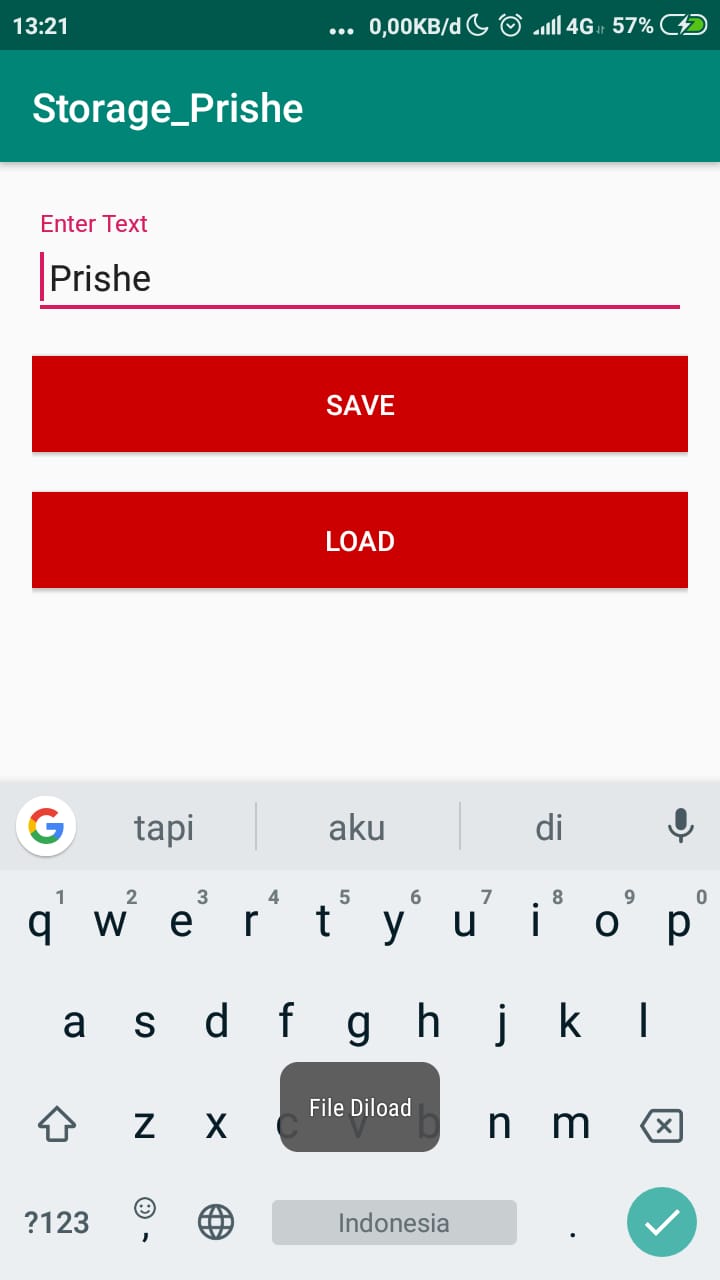 13:21 ... 0,00KB/d 4G 57%
Storage_Prishe
Enter Text
Prishe
SAVE
LOAD
G tapi aku di
1 2 3 4 5 6 7 8 9 0
q w e r t y u i o p
a s d f g h j k l
File Diload
z x c v b n m
?123 , Indonesia .